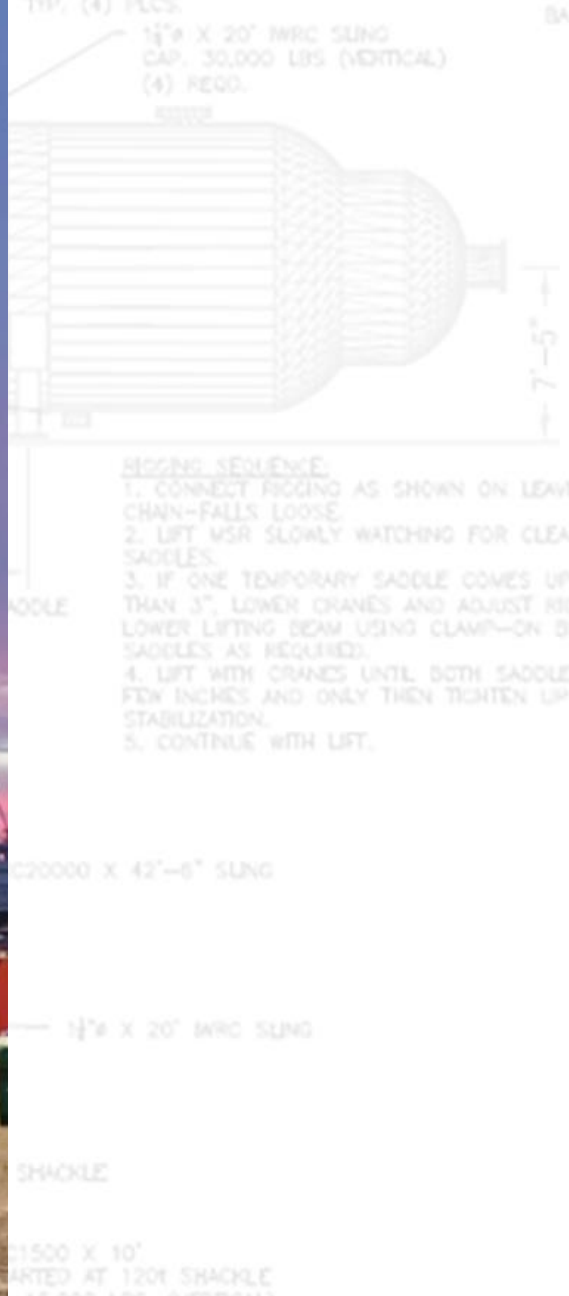 TYP. (4) PLCS.
BA
1⅛"ø X 20' IWRC SLING
CAP. 30,000 LBS (VERTICAL)
(4) REQD.
7'-5"
RIGGING SEQUENCE:
1. CONNECT RIGGING AS SHOWN ON LEAV
CHAIN-FALLS LOOSE.
2. LIFT MSR SLOWLY WATCHING FOR CLEA
SADDLES.
3. IF ONE TEMPORARY SADDLE COMES UP
THAN 3", LOWER CRANES AND ADJUST RI
LOWER LIFTING BEAM USING CLAMP-ON B
SADDLES AS REQUIRED.
4. LIFT WITH CRANES UNTIL BOTH SADDLE
FEW INCHES AND ONLY THEN TIGHTEN UP
STABILIZATION.
5. CONTINUE WITH LIFT.
ADDLE
C20000 X 42'-6" SLING
X 20' IWRC SLING
SHACKLE
C1500 X 10'
ARTED AT 120t SHACKLE